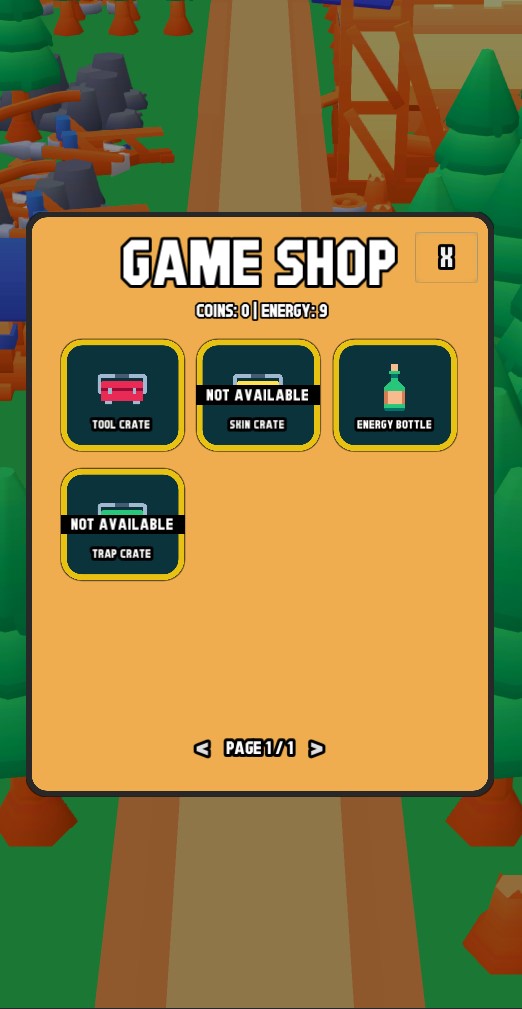 GAME SHOP
X
COINS: 0 | ENERGY: 9
TOOL CRATE
NOT AVAILABLE
SKIN CRATE
ENERGY BOTTLE
NOT AVAILABLE
TRAP CRATE
< PAGE 1/1 >